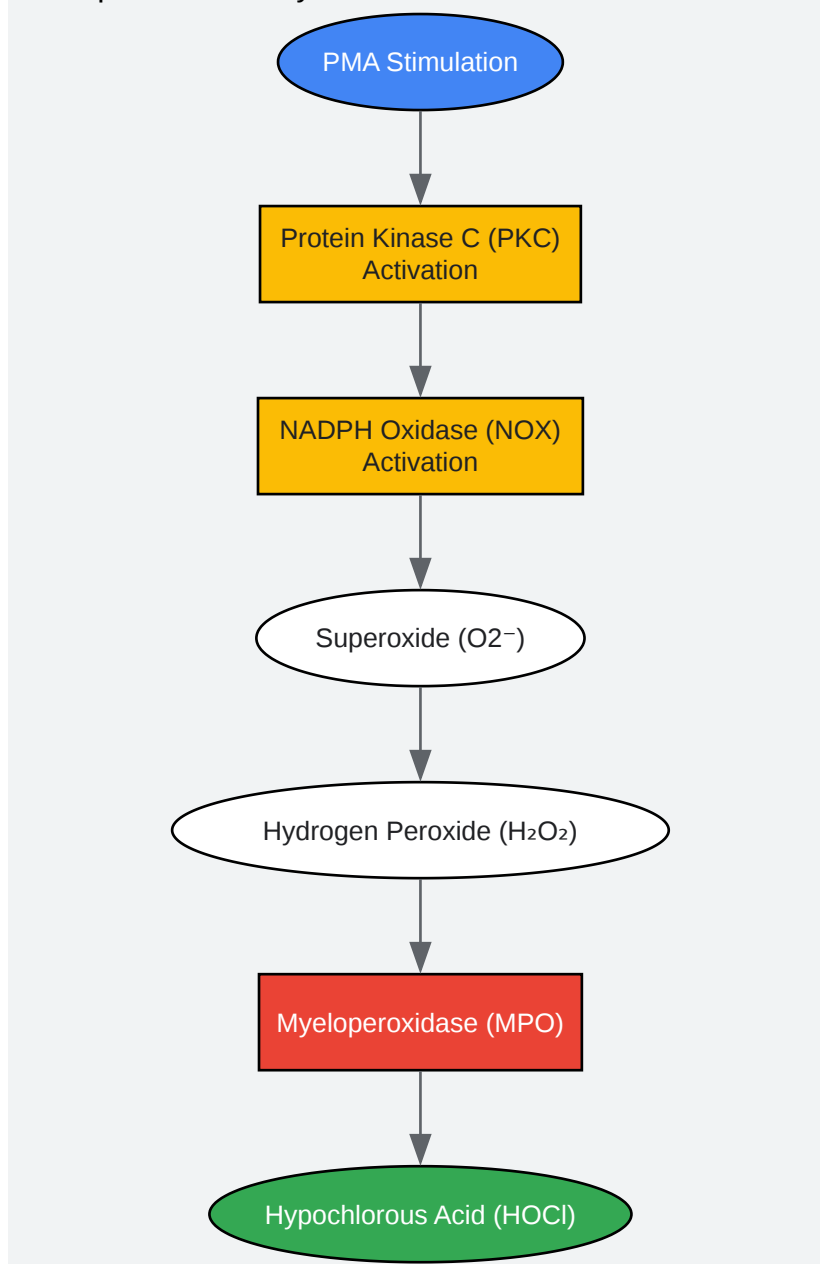 PMA Stimulation
Protein Kinase C (PKC)
Activation
NADPH Oxidase (NOX)
Activation
Superoxide (O2⁻)
Hydrogen Peroxide (H₂O₂)
Myeloperoxidase (MPO)
Hypochlorous Acid (HOCl)